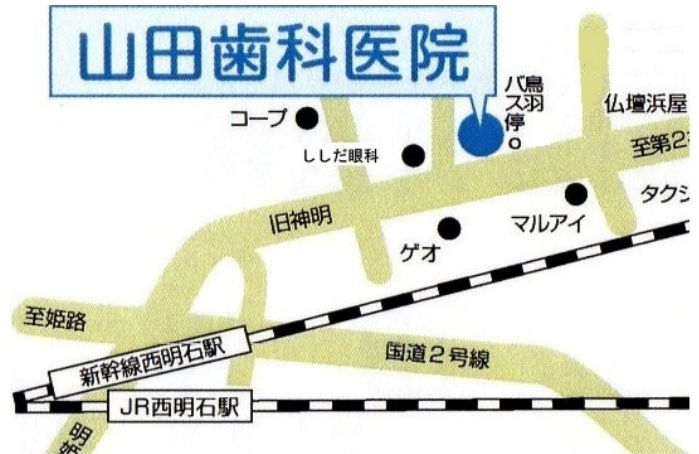 山田歯科医院
コープ
ししだ眼科
鳥羽
バス停
仏壇浜屋
至第2
旧神明
ゲオ
マルアイ
タクシ
至姫路
新幹線西明石駅
国道2号線
JR西明石駅
明姫